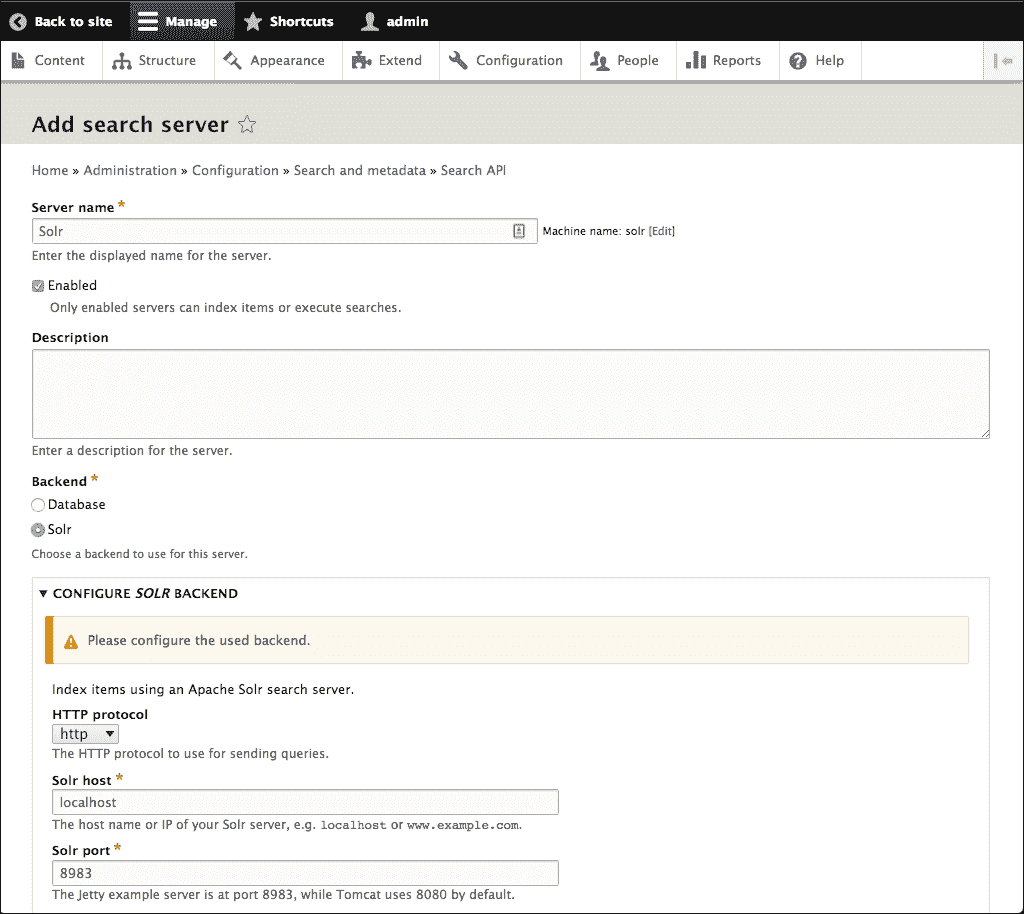 Back to site Manage Shortcuts admin
Content Structure Appearance Extend Configuration People Reports Help
Add search server
Home » Administration » Configuration » Search and metadata » Search API
Server name *
Solr Machine name: solr [Edit]
Enter the displayed name for the server.
Enabled
Only enabled servers can index items or execute searches.
Description
Enter a description for the server.
Backend *
Database
Solr
Choose a backend to use for this server.
CONFIGURE SOLR BACKEND
Please configure the used backend.
Index items using an Apache Solr search server.
HTTP protocol
http
The HTTP protocol to use for sending queries.
Solr host *
localhost
The host name or IP of your Solr server, e.g. localhost or www.example.com.
Solr port *
8983
The Jetty example server is at port 8983, while Tomcat uses 8080 by default.